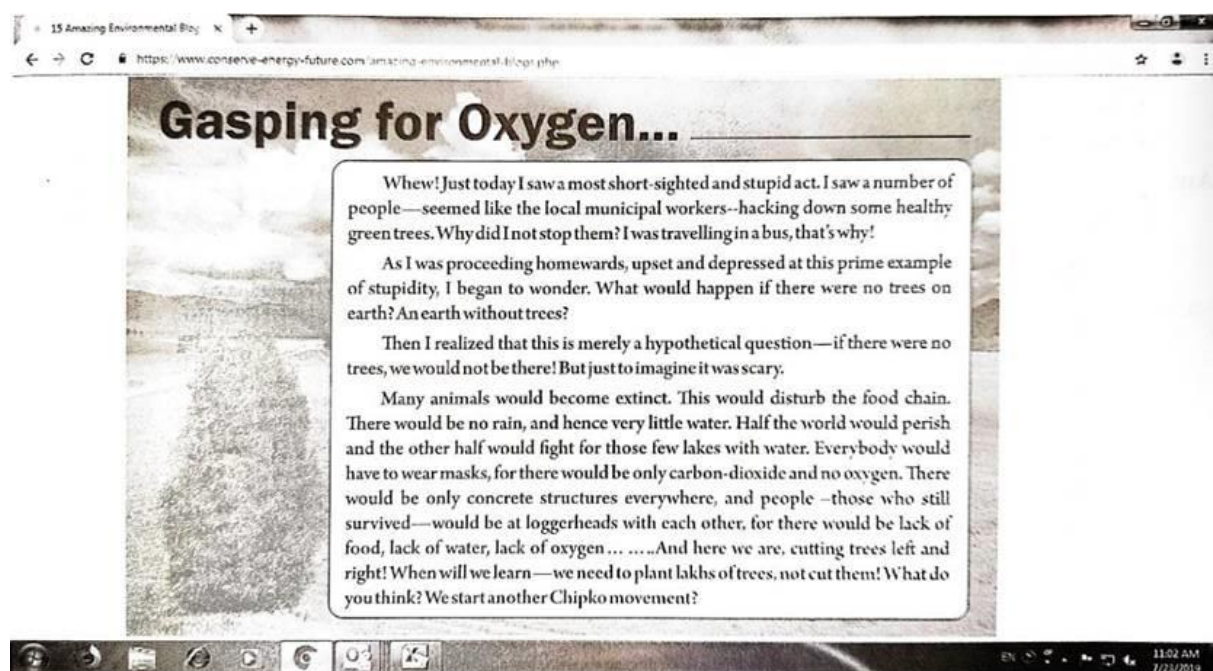 15 Amazing Environmental Blog
https://www.conserve-energy-future.com/amazing-environmental-blogs.php
Gasping for Oxygen...
Whew! Just today I saw a most short-sighted and stupid act. I saw a number of
people—seemed like the local municipal workers--hacking down some healthy
green trees. Why did I not stop them? I was travelling in a bus, that's why!
As I was proceeding homewards, upset and depressed at this prime example
of stupidity, I began to wonder. What would happen if there were no trees on
earth? An earth without trees?
Then I realized that this is merely a hypothetical question—if there were no
trees, we would not be there! But just to imagine it was scary.
Many animals would become extinct. This would disturb the food chain.
There would be no rain, and hence very little water. Half the world would perish
and the other half would fight for those few lakes with water. Everybody would
have to wear masks, for there would be only carbon-dioxide and no oxygen. There
would be only concrete structures everywhere, and people –those who still
survived—would be at loggerheads with each other, for there would be lack of
food, lack of water, lack of oxygen ... .. ..And here we are, cutting trees left and
right! When will we learn—we need to plant lakhs of trees, not cut them! What do
you think? We start another Chipko movement?
EN
11:02 AM
7/23/2019